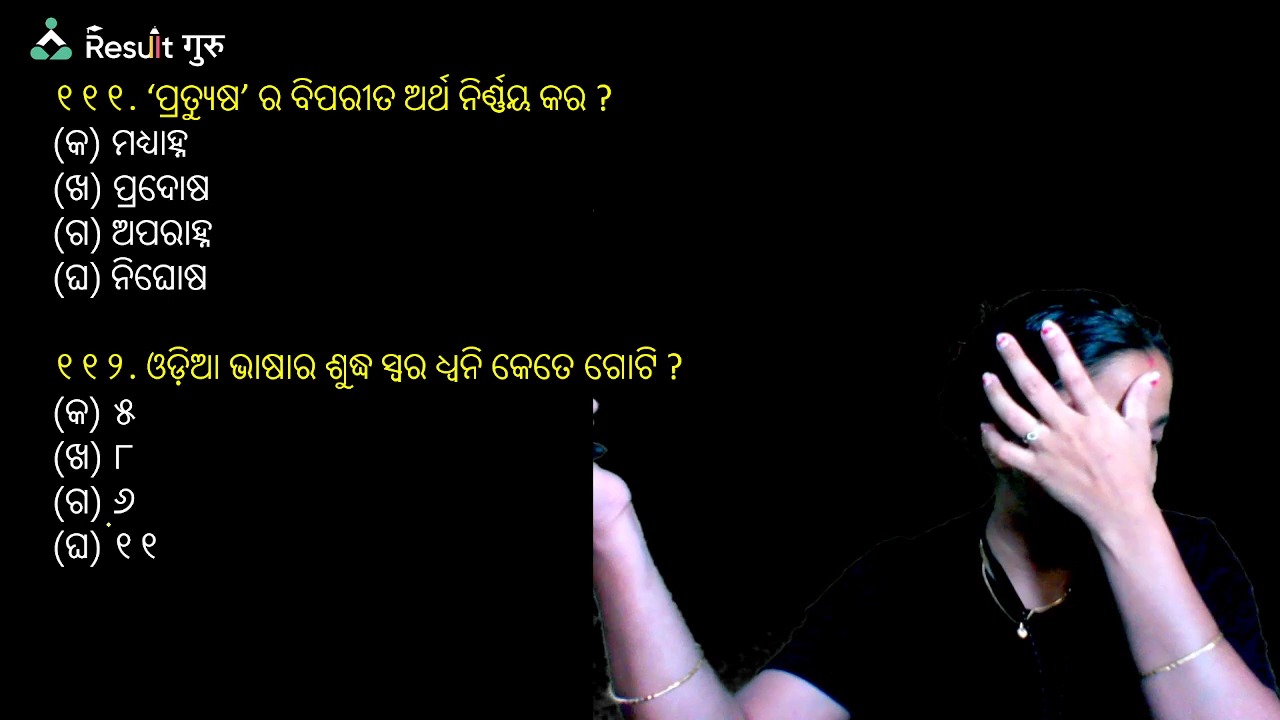 Result गुरु
୧୧୧. ‘ପ୍ରତ୍ୟୁଷ’ ର ବିପରୀତ ଅର୍ଥ ନିର୍ଣ୍ଣୟ କର ?
(କ) ମଧ୍ୟାହ୍ନ
(ଖ) ପ୍ରଦୋଷ
(ଗ) ଅପରାହ୍ନ
(ଘ) ନିଘୋଷ
୧୧୨. ଓଡ଼ିଆ ଭାଷାର ଶୁଦ୍ଧ ସ୍ୱର ଧ୍ୱନି କେତେ ଗୋଟି ?
(କ) ୫
(ଖ) ୮
(ଗ) ୬
(ଘ) ୧୧